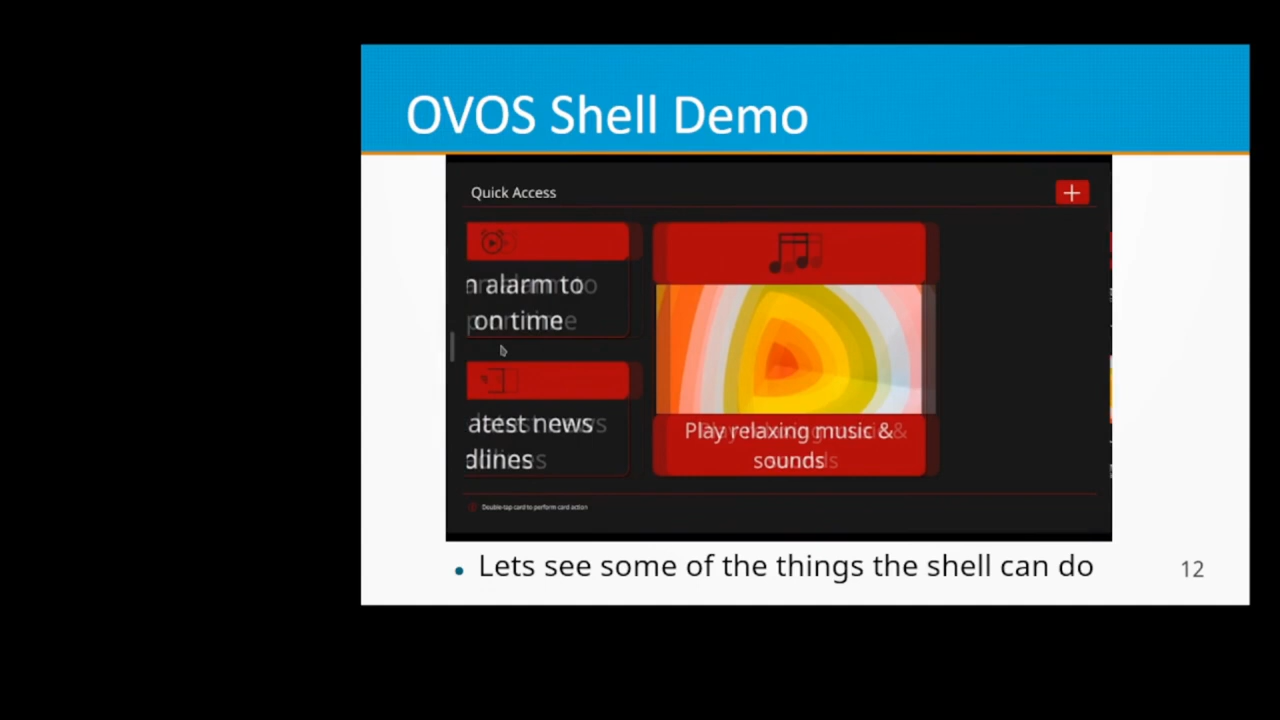 OVOS Shell Demo
Quick Access
n alarm to
on time
atest news
dlines
Play relaxing music &
sounds
Double-tap card to perform card action
• Lets see some of the things the shell can do
12